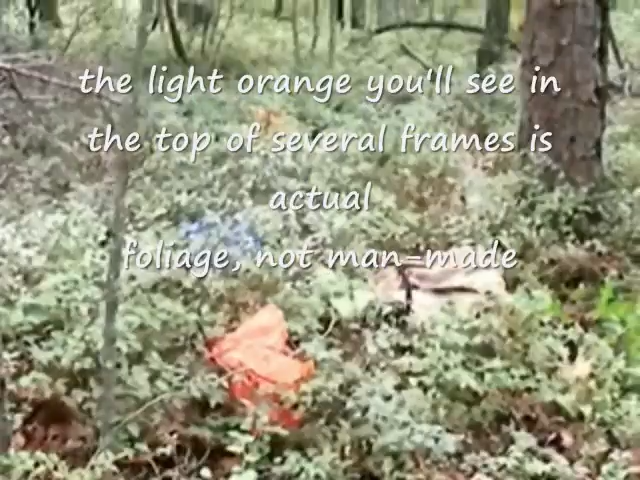 the light orange you'll see in
the top of several frames is
actual
foliage, not man-made